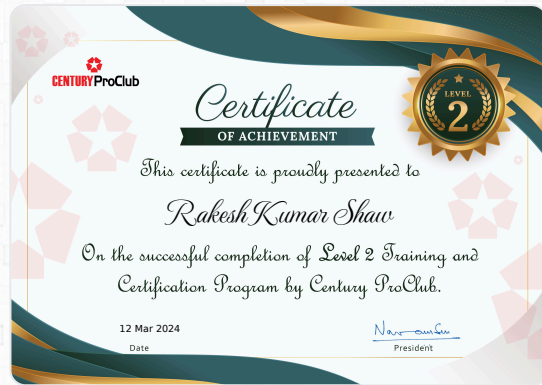 CENTURY ProClub
LEVEL
2
Certificate
OF ACHIEVEMENT
This certificate is proudly presented to
Rakesh Kumar Shaw
On the successful completion of Level 2 Training and
Certification Program by Century ProClub.
12 Mar 2024
Date
President